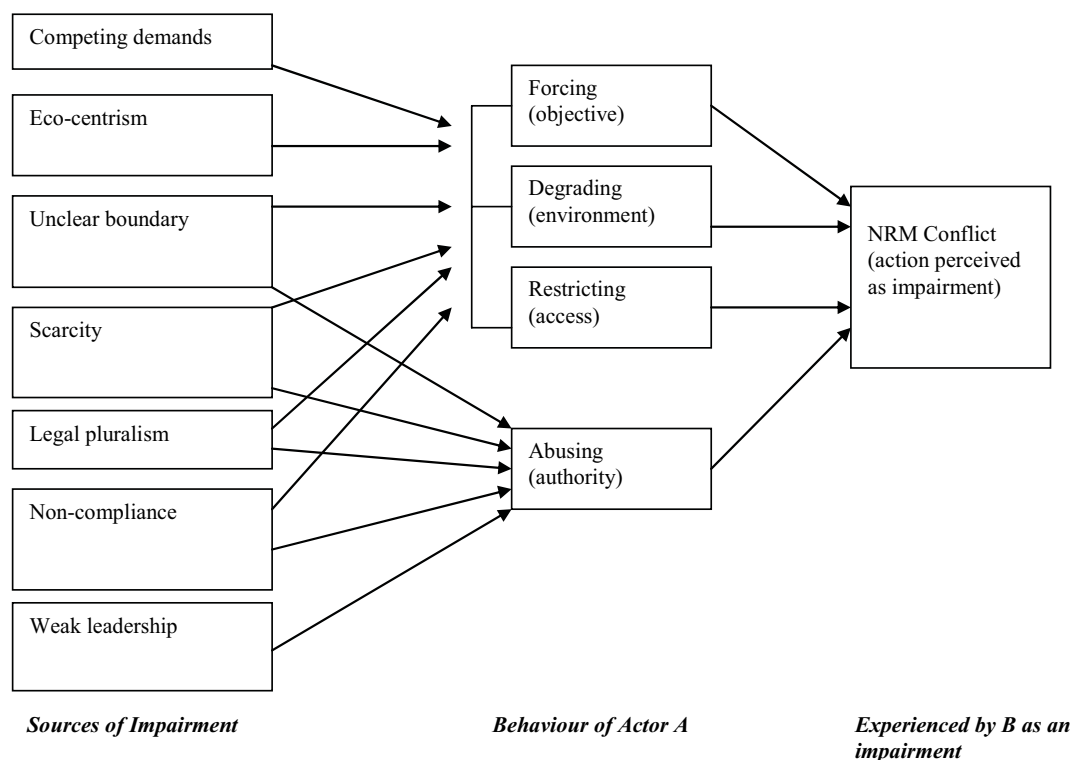 Competing demands
Eco-centrism
Unclear boundary
Scarcity
Legal pluralism
Non-compliance
Weak leadership
Forcing
(objective)
Degrading
(environment)
Restricting
(access)
Abusing
(authority)
NRM Conflict
(action perceived
as impairment)
Sources of Impairment
Behaviour of Actor A
Experienced by B as an
impairment